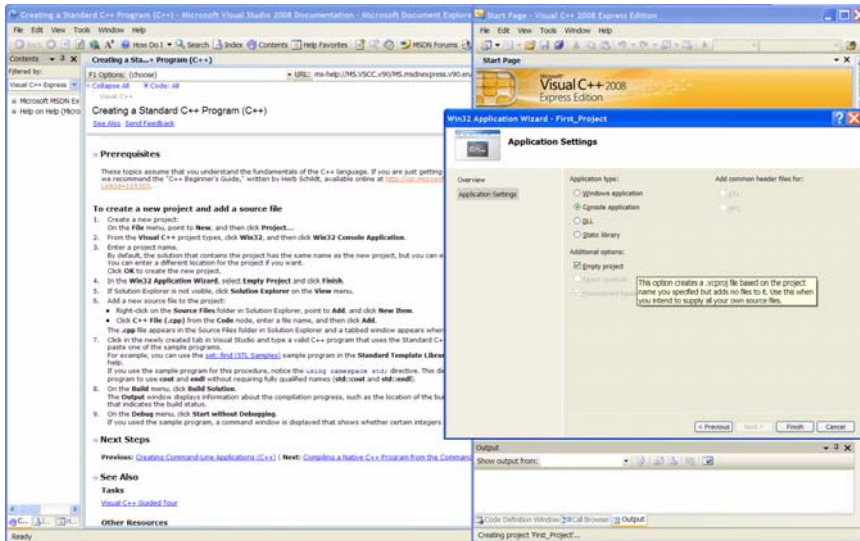 Creating a Standard C++ Program (C++) - Microsoft Visual Studio 2008 Documentation - Microsoft Document Explore
File Edit View Tools Window Help
How Do I Search Index Contents Help Favorites MSDN Forums
Contents
Filtered by:
Visual C++ Express
Microsoft MSDN Ex
Help on Help (Micro
Creating a Sta...+ Program (C++)
F1 Options: (choose)
URL: ms-help://MS.VSCC.v90/MS.msdnexpress.v90.en/
Collapse All Code: All
Visual C++
Creating a Standard C++ Program (C++)
See Also Send Feedback
Prerequisites
These topics assume that you understand the fundamentals of the C++ language. If you are just getting
we recommend the "C++ Beginner's Guide," written by Herb Schildt, available online at
To create a new project and add a source file
1. Create a new project:
On the File menu, point to New, and then click Project...
2. From the Visual C++ project types, click Win32, and then click Win32 Console Application.
3. Enter a project name.
By default, the solution that contains the project has the same name as the new project, but you can e
You can enter a different location for the project if you want.
Click OK to create the new project.
4. In the Win32 Application Wizard, select Empty Project and click Finish.
5. If Solution Explorer is not visible, click Solution Explorer on the View menu.
6. Add a new source file to the project:
• Right-click on the Source Files folder in Solution Explorer, point to Add, and click New Item.
• Click C++ File (.cpp) from the Code node, enter a file name, and then click Add.
The .cpp file appears in the Source Files folder in Solution Explorer and a tabbed window appears wher
7. Click in the newly created tab in Visual Studio and type a valid C++ program that uses the Standard C+
paste one of the sample programs.
For example, you can use the set::find (STL Samples) sample program in the Standard Template Librar
help.
If you use the sample program for this procedure, notice the using namespace std; directive. This de
program to use cout and endl without requiring fully qualified names (std::cout and std::endl).
8. On the Build menu, click Build Solution.
The Output window displays information about the compilation progress, such as the location of the bu
that indicates the build status.
9. On the Debug menu, click Start without Debugging.
If you used the sample program, a command window is displayed that shows whether certain integers
Next Steps
Previous: Creating Command-Line Applications (C++) | Next: Compiling a Native C++ Program from the Command
See Also
Tasks
Visual C++ Guided Tour
Other Resources
Ready
Start Page - Visual C++ 2008 Express Edition
File Edit View Tools Window Help
Start Page
Microsoft
Visual C++ 2008
Express Edition
Win32 Application Wizard - First_Project
Application Settings
Overview
Application Settings
Application type:
Windows application
Console application
DLL
Static library
Additional options:
Empty project
Add common header files for:
This option creates a .vcproj file based on the project
name you specified but adds no files to it. Use this when
you intend to supply all your own source files.
< Previous Next > Finish Cancel
Output
Show output from:
Code Definition Window Call Browser Output
Creating project 'First_Project'...